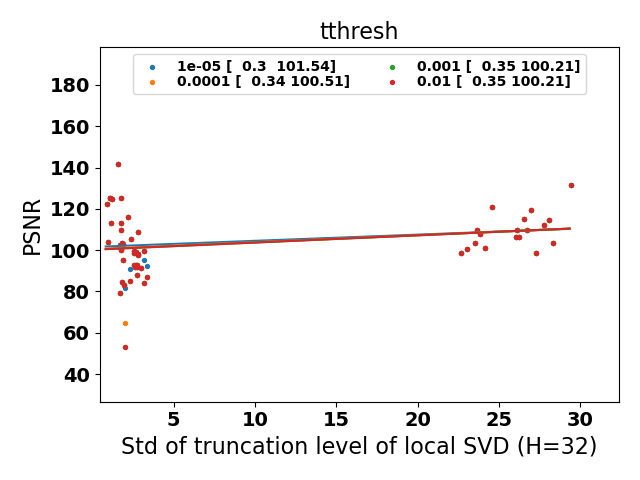 tthresh
1e-05 [  0.3  101.54]
0.0001 [  0.34 100.51]
0.001 [  0.35 100.21]
0.01 [  0.35 100.21]
PSNR
180
160
140
120
100
80
60
40
5 10 15 20 25 30
Std of truncation level of local SVD (H=32)